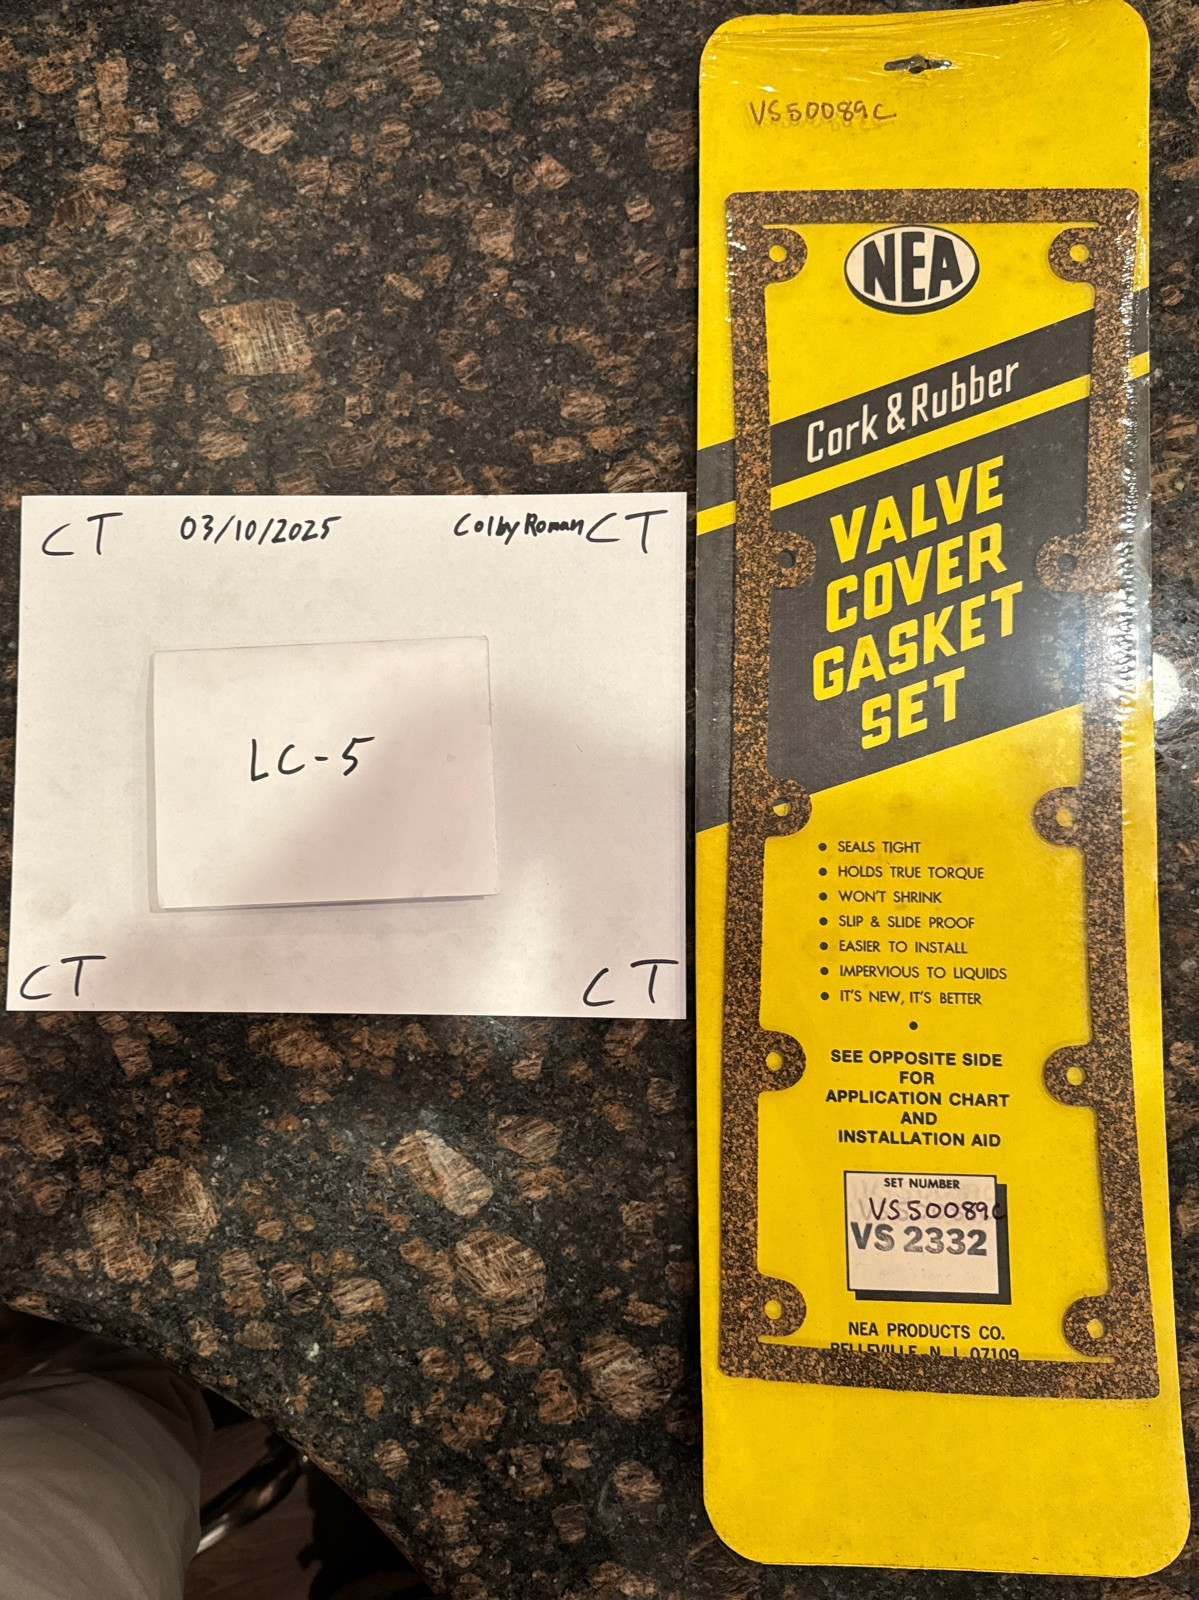 CT 03/10/2025 Colby Roman CT
LC-5
CT CT
VS50089C
NEA
Cork & Rubber
VALVE
COVER
GASKET
SET
• SEALS TIGHT
• HOLDS TRUE TORQUE
• WON'T SHRINK
• SLIP & SLIDE PROOF
• EASIER TO INSTALL
• IMPERVIOUS TO LIQUIDS
• IT'S NEW, IT'S BETTER
•
SEE OPPOSITE SIDE
FOR
APPLICATION CHART
AND
INSTALLATION AID
SET NUMBER
VS50089C
VS 2332
NEA PRODUCTS CO.
BELLEVILLE, N. J. 07109